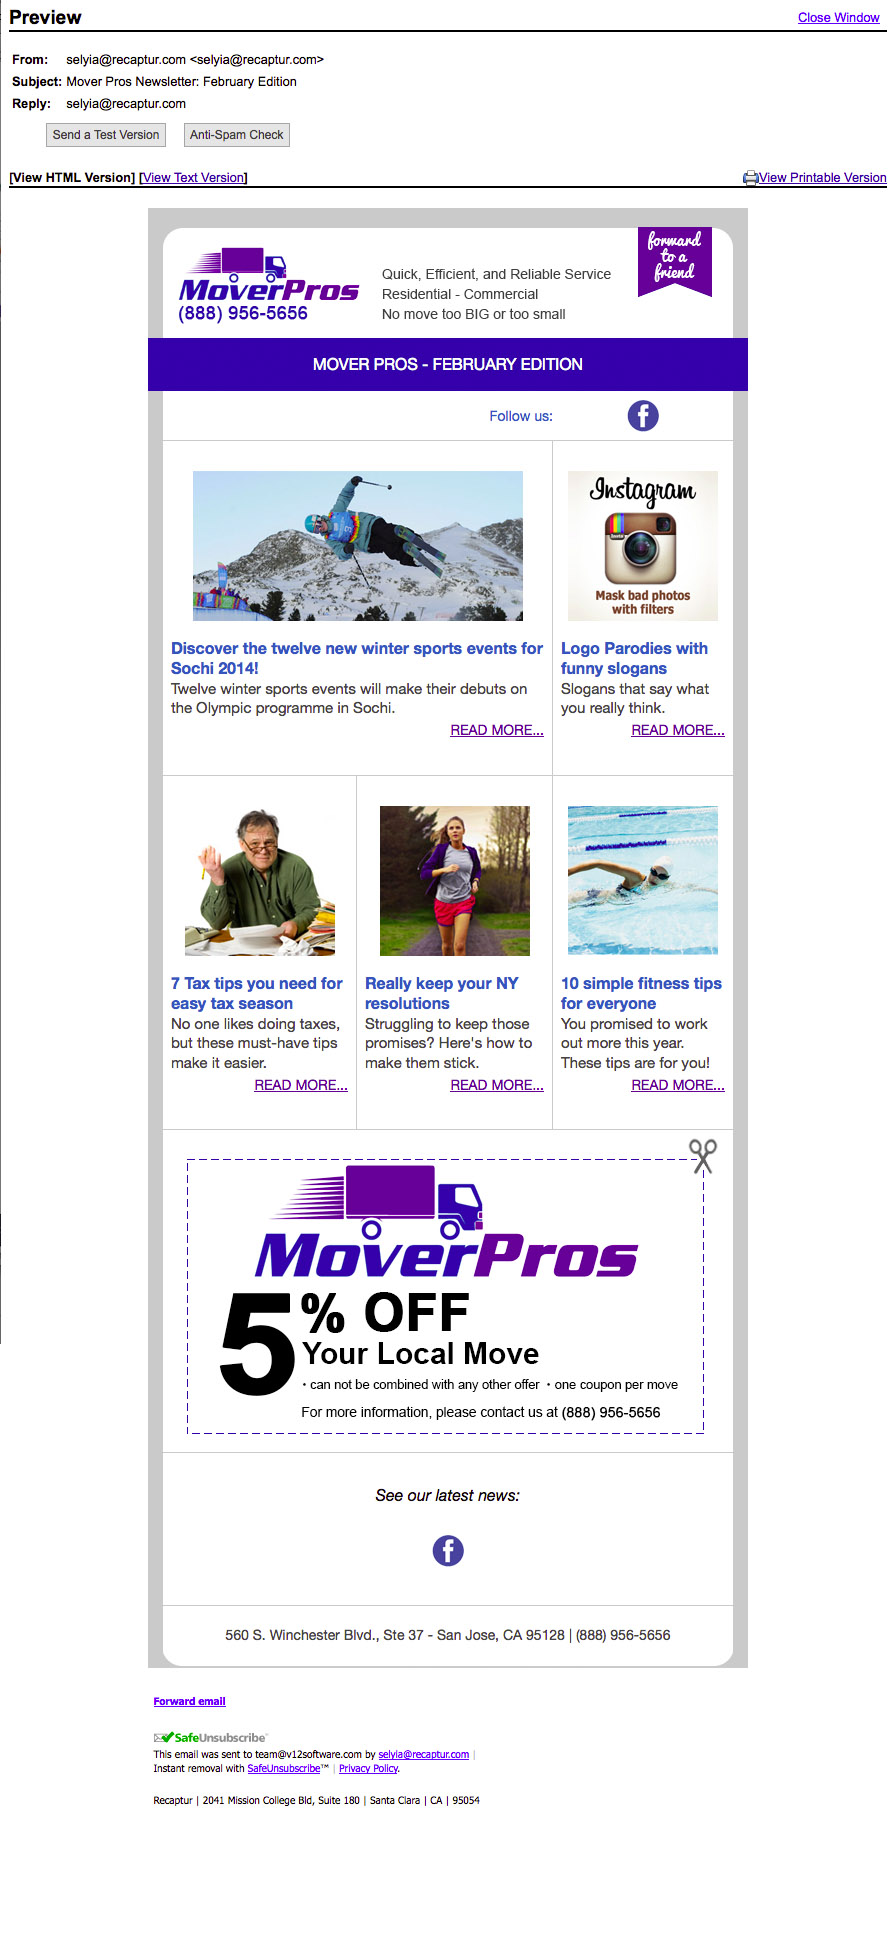 Preview
Close Window
From: selyia@recaptur.com <selyia@recaptur.com>
Subject: Mover Pros Newsletter: February Edition
Reply: selyia@recaptur.com
Send a Test Version Anti-Spam Check
[View HTML Version] [View Text Version]
View Printable Version
MoverPros
(888) 956-5656
Quick, Efficient, and Reliable Service
Residential - Commercial
No move too BIG or too small
forward
to a
friend
MOVER PROS - FEBRUARY EDITION
Follow us:
f
Discover the twelve new winter sports events for
Sochi 2014!
Twelve winter sports events will make their debuts on
the Olympic programme in Sochi.
READ MORE...
Instagram
Insta
Mask bad photos
with filters
Logo Parodies with
funny slogans
Slogans that say what
you really think.
READ MORE...
7 Tax tips you need for
easy tax season
No one likes doing taxes,
but these must-have tips
make it easier.
READ MORE...
Really keep your NY
resolutions
Struggling to keep those
promises? Here's how to
make them stick.
READ MORE...
10 simple fitness tips
for everyone
You promised to work
out more this year.
These tips are for you!
READ MORE...
MoverPros
5% OFF
Your Local Move
• can not be combined with any other offer • one coupon per move
For more information, please contact us at (888) 956-5656
See our latest news:
f
560 S. Winchester Blvd., Ste 37 - San Jose, CA 95128 | (888) 956-5656
Forward email
SafeUnsubscribe
This email was sent to team@v12software.com by selyia@recaptur.com |
Instant removal with SafeUnsubscribe™ | Privacy Policy.
Recaptur | 2041 Mission College Bld, Suite 180 | Santa Clara | CA | 95054